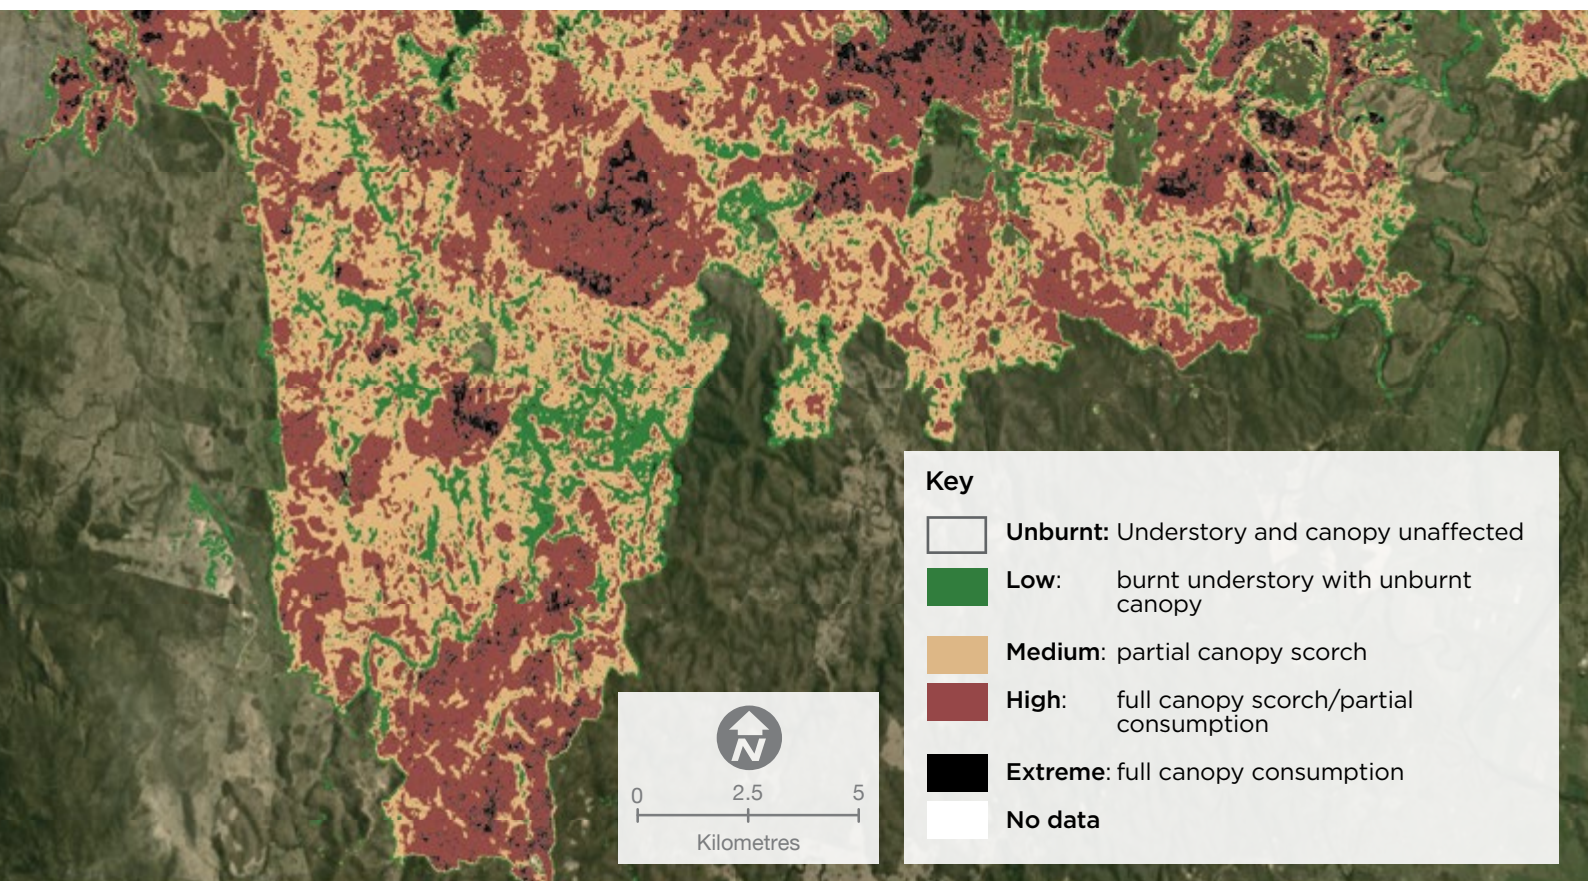 Key
Unburnt: Understory and canopy unaffected
Low: burnt understory with unburnt
canopy
Medium: partial canopy scorch
High: full canopy scorch/partial
consumption
Extreme: full canopy consumption
No data
N
0 2.5 5
Kilometres